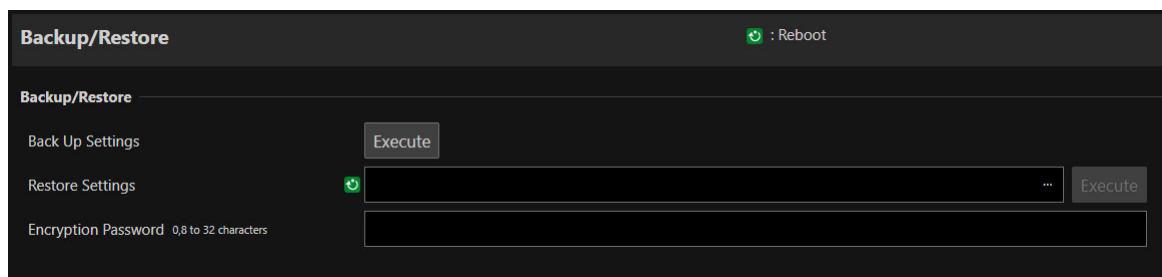 Backup/Restore : Reboot
Backup/Restore
Back Up Settings Execute
Restore Settings ... Execute
Encryption Password 0,8 to 32 characters